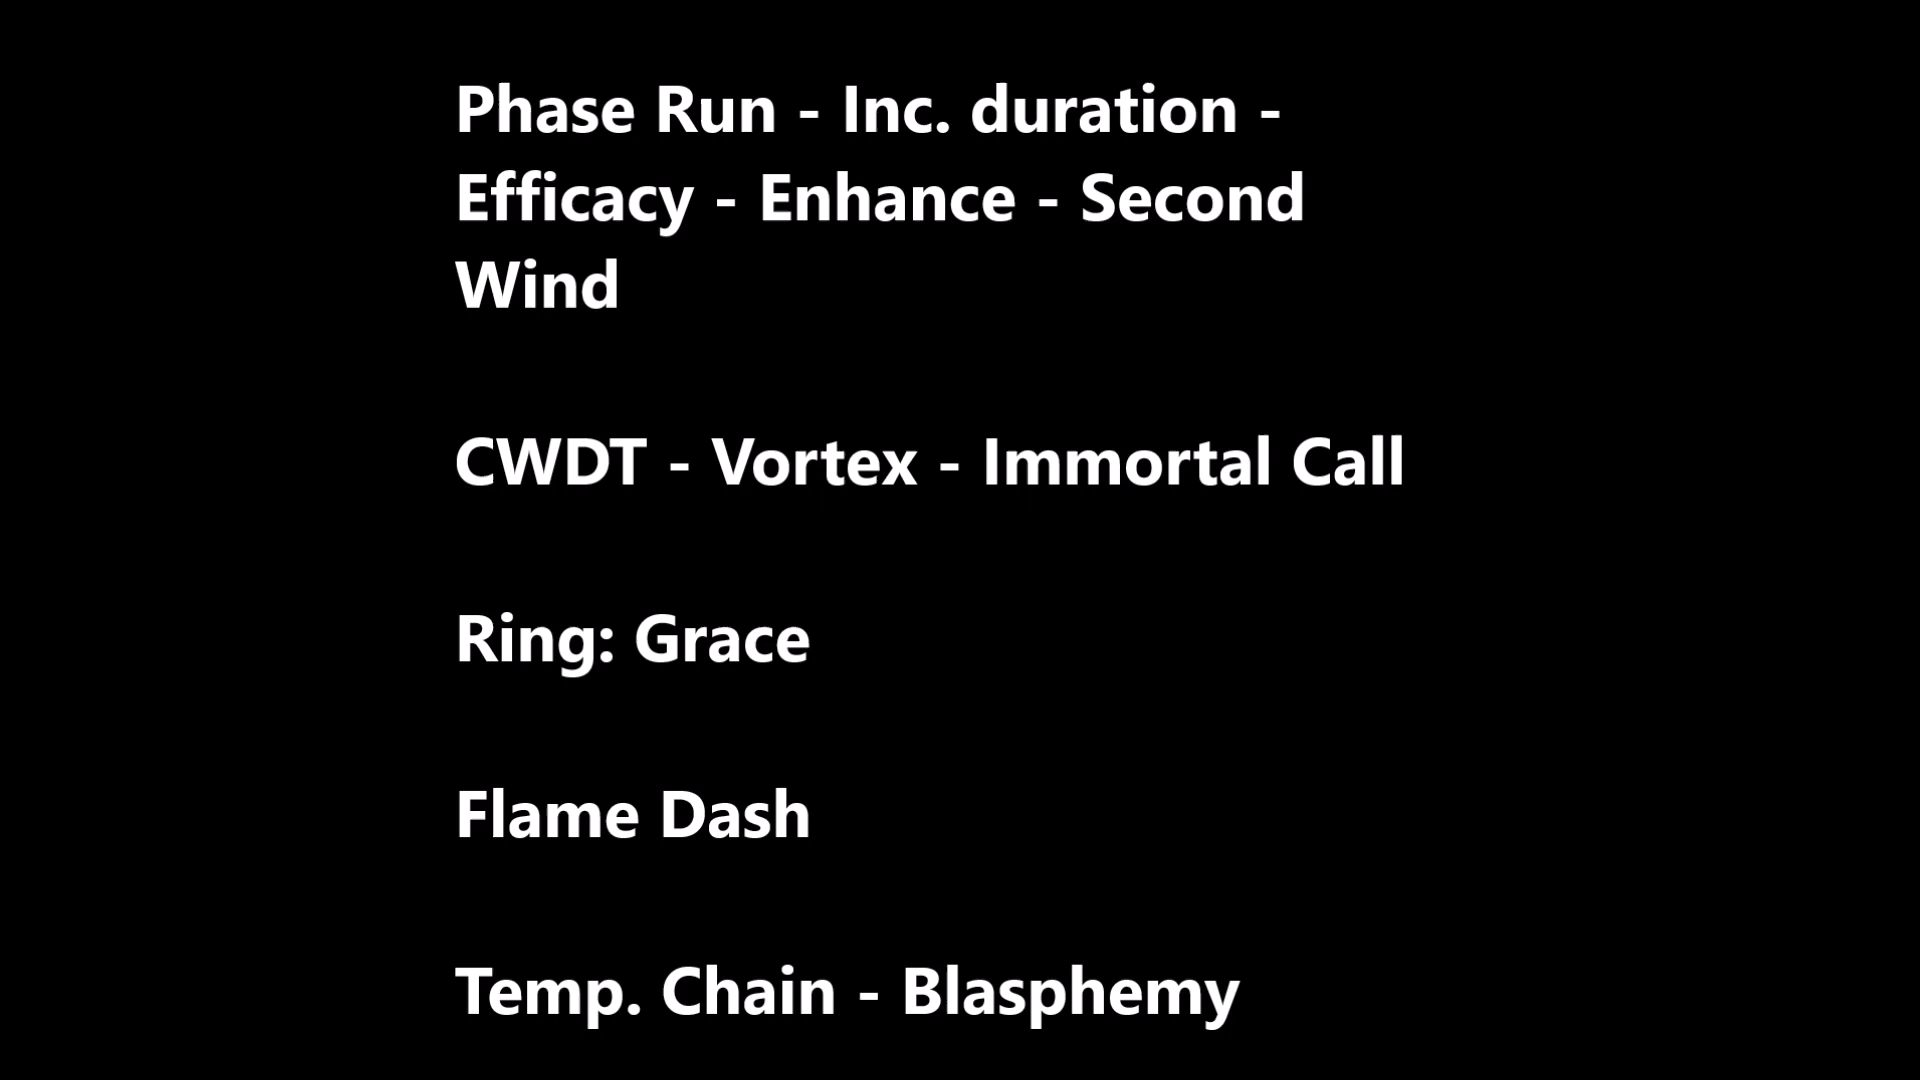 Phase Run - Inc. duration -
Efficacy - Enhance - Second
Wind
CWDT - Vortex - Immortal Call
Ring: Grace
Flame Dash
Temp. Chain - Blasphemy